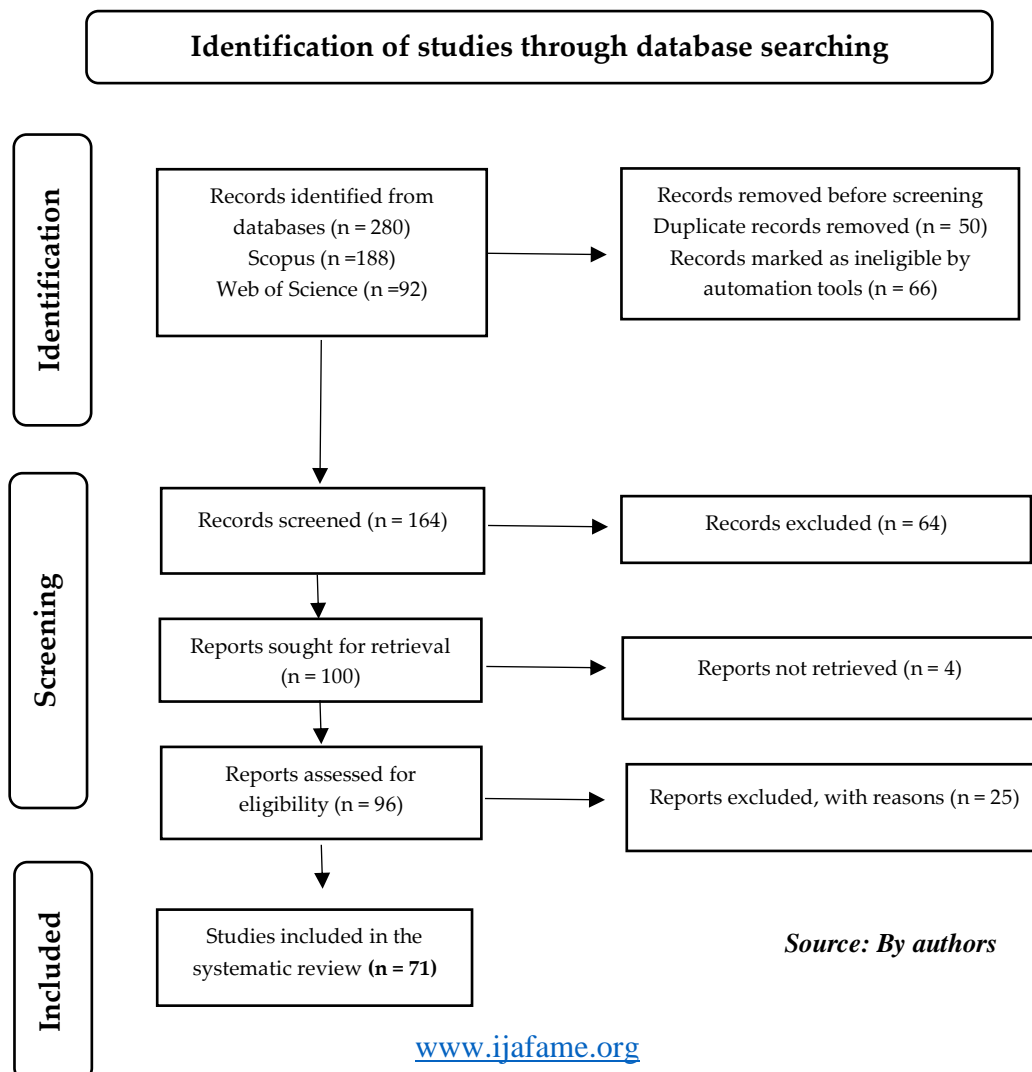 Identification of studies through database searching
Identification
Records identified from
databases (n = 280)
Scopus (n =188)
Web of Science (n =92)
Records removed before screening
Duplicate records removed (n = 50)
Records marked as ineligible by
automation tools (n = 66)
Screening
Records screened (n = 164)
Records excluded (n = 64)
Reports sought for retrieval
(n = 100)
Reports not retrieved (n = 4)
Reports assessed for
eligibility (n = 96)
Reports excluded, with reasons (n = 25)
Included
Studies included in the
systematic review (n = 71)
Source: By authors
www.ijafame.org